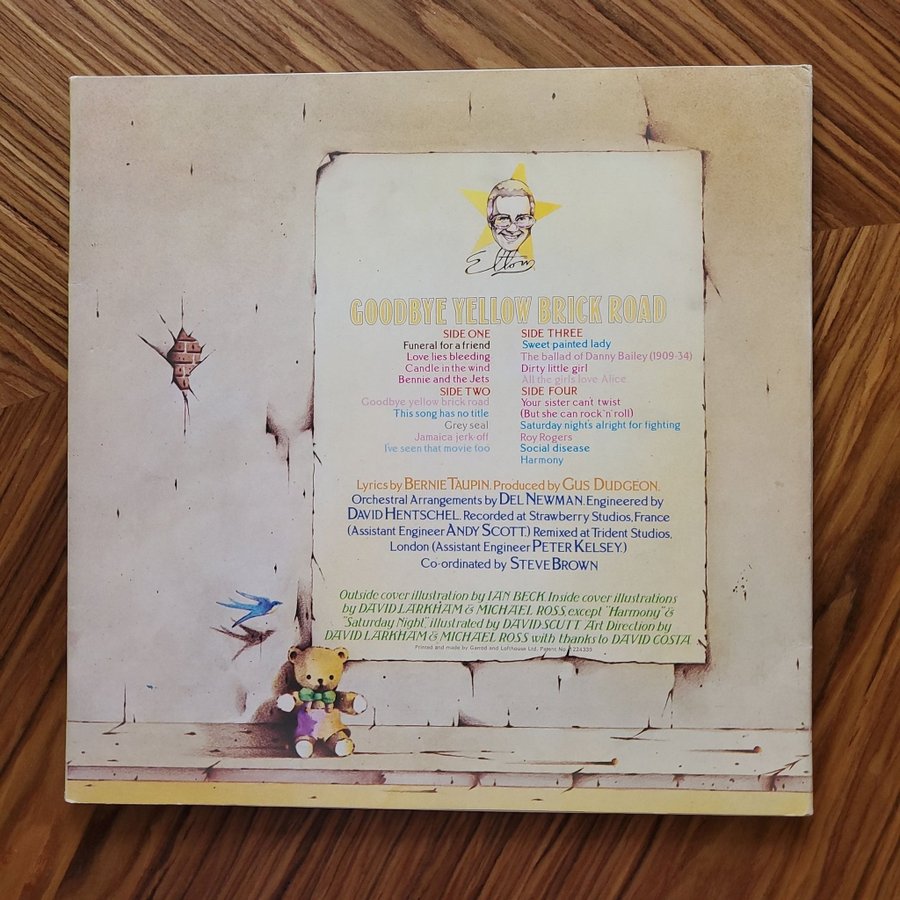 Elton
GOODBYE YELLOW BRICK ROAD
SIDE ONE
Funeral for a friend
Love lies bleeding
Candle in the wind
Bennie and the Jets
SIDE TWO
Goodbye yellow brick road
This song has no title
Grey seal
Jamaica jerk-off
I've seen that movie too
SIDE THREE
Sweet painted lady
The ballad of Danny Bailey (1909-34)
Dirty little girl
All the girls love Alice
SIDE FOUR
Your sister can't twist
(But she can rock 'n' roll)
Saturday night's alright for fighting
Roy Rogers
Social disease
Harmony
Lyrics by BERNIE TAUPIN. Produced by GUS DUDGEON.
Orchestral Arrangements by DEL NEWMAN. Engineered by
DAVID HENTSCHEL. Recorded at Strawberry Studios, France
(Assistant Engineer ANDY SCOTT.) Remixed at Trident Studios,
London (Assistant Engineer PETER KELSEY.)
Co-ordinated by STEVE BROWN
Outside cover illustration by IAN BECK Inside cover illustrations
by DAVID LARKHAM & MICHAEL ROSS except "Harmony" &
"Saturday Night" illustrated by DAVID SCUTT Art Direction by
DAVID LARKHAM & MICHAEL ROSS with thanks to DAVID COSTA
Printed and made by Garrod and Lofthouse Ltd. Patent No.